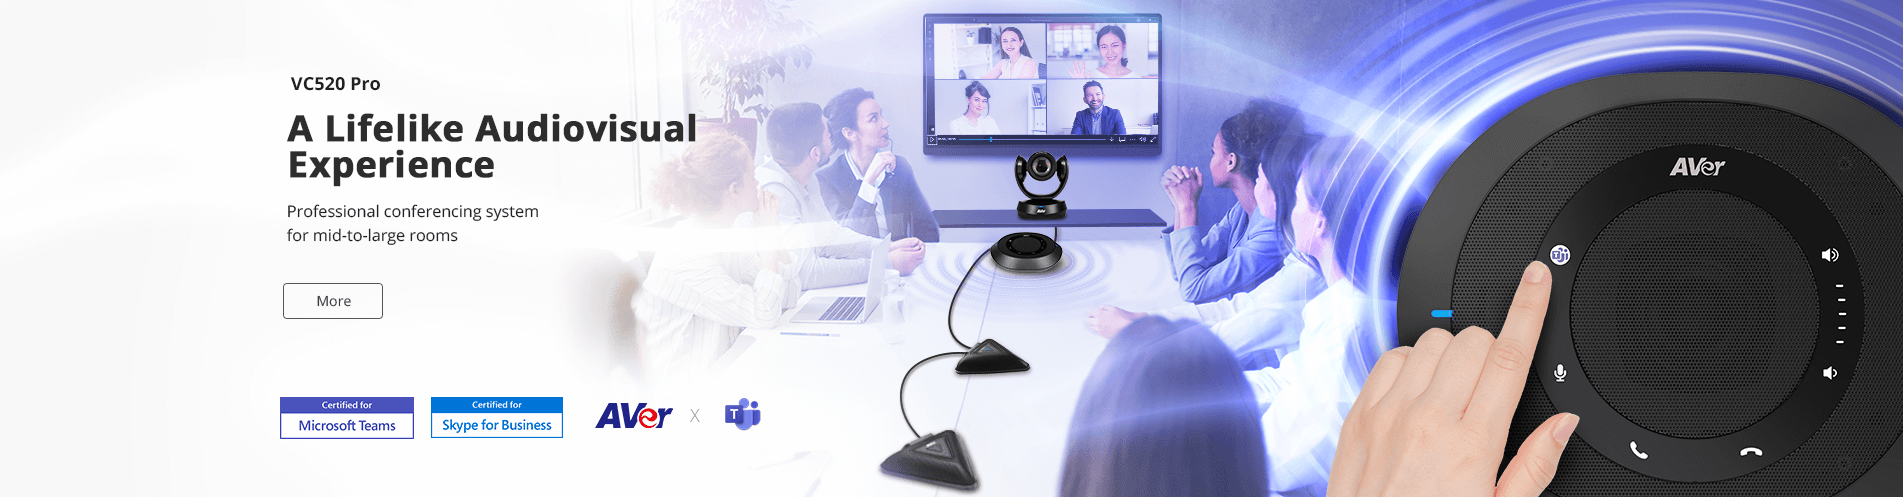 VC520 Pro
A Lifelike Audiovisual
Experience
Professional conferencing system
for mid-to-large rooms
More
Certified for
Microsoft Teams
Certified for
Skype for Business
AVer X T
AVer
AVer